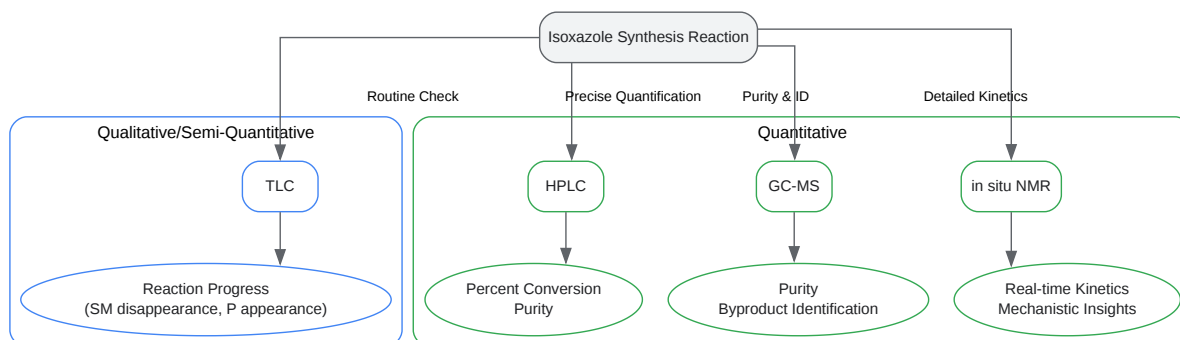 Isoxazole Synthesis Reaction
Routine Check
Precise Quantification
Purity & ID
Detailed Kinetics
Qualitative/Semi-Quantitative
Quantitative
TLC
HPLC
GC-MS
in situ NMR
Reaction Progress
(SM disappearance, P appearance)
Percent Conversion
Purity
Purity
Byproduct Identification
Real-time Kinetics
Mechanistic Insights